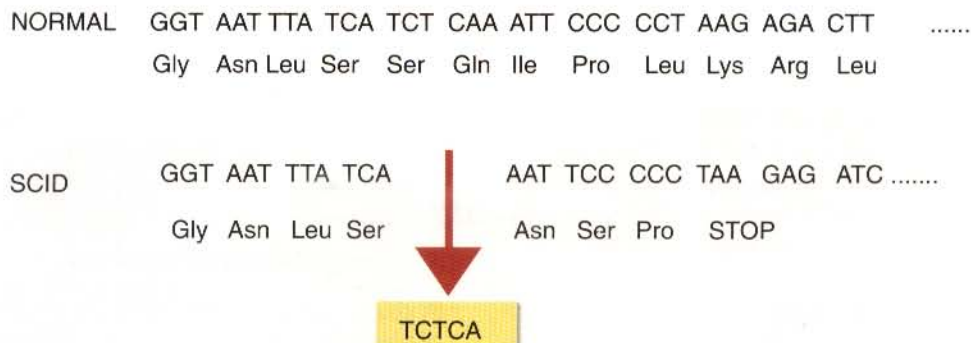 NORMAL GGT AAT TTA TCA TCT CAA ATT CCC CCT AAG AGA CTT ......
Gly Asn Leu Ser Ser Gln Ile Pro Leu Lys Arg Leu
SCID GGT AAT TTA TCA AAT TCC CCC TAA GAG ATC .......
Gly Asn Leu Ser Asn Ser Pro STOP
TCTCA